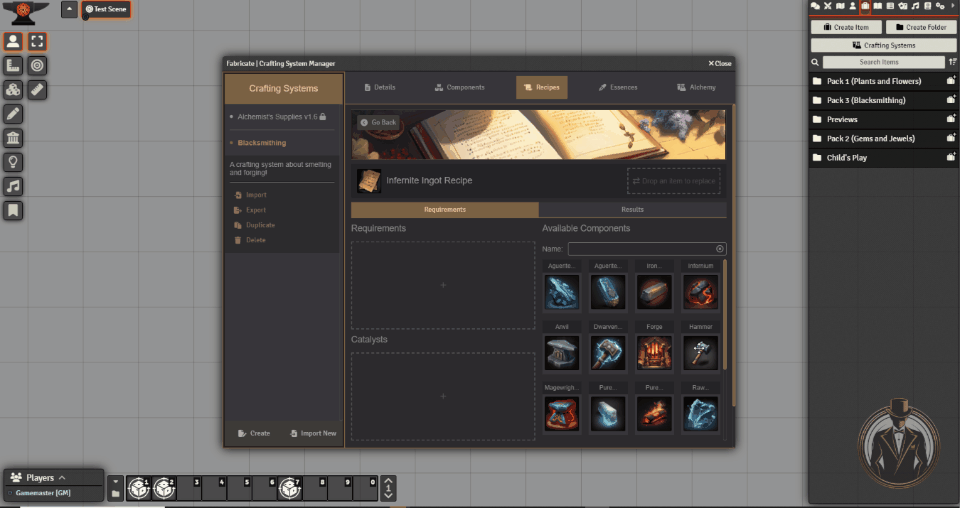 Test Scene
Create Item
Create Folder
Crafting Systems
Search Items
Pack 1 (Plants and Flowers)
Pack 3 (Blacksmithing)
Previews
Pack 2 (Gems and Jewels)
Child's Play
Fabricate | Crafting System Manager
Close
Crafting Systems
Details
Components
Recipes
Essences
Alchemy
Alchemist's Supplies v1.6
Blacksmithing
A crafting system about smelting
and forging!
Import
Export
Duplicate
Delete
Create
Import New
Go Back
Infernite Ingot Recipe
Drop an item to replace
Requirements
Results
Requirements
Catalysts
Available Components
Name:
Aguerite...
Aguerite...
Iron...
Infernium
Anvil
Dwarven...
Forge
Hammer
Magewrigh...
Pure...
Pure...
Raw...
Players
Gamemaster [GM]
1
2
3
4
5
6
7
8
9
0
1